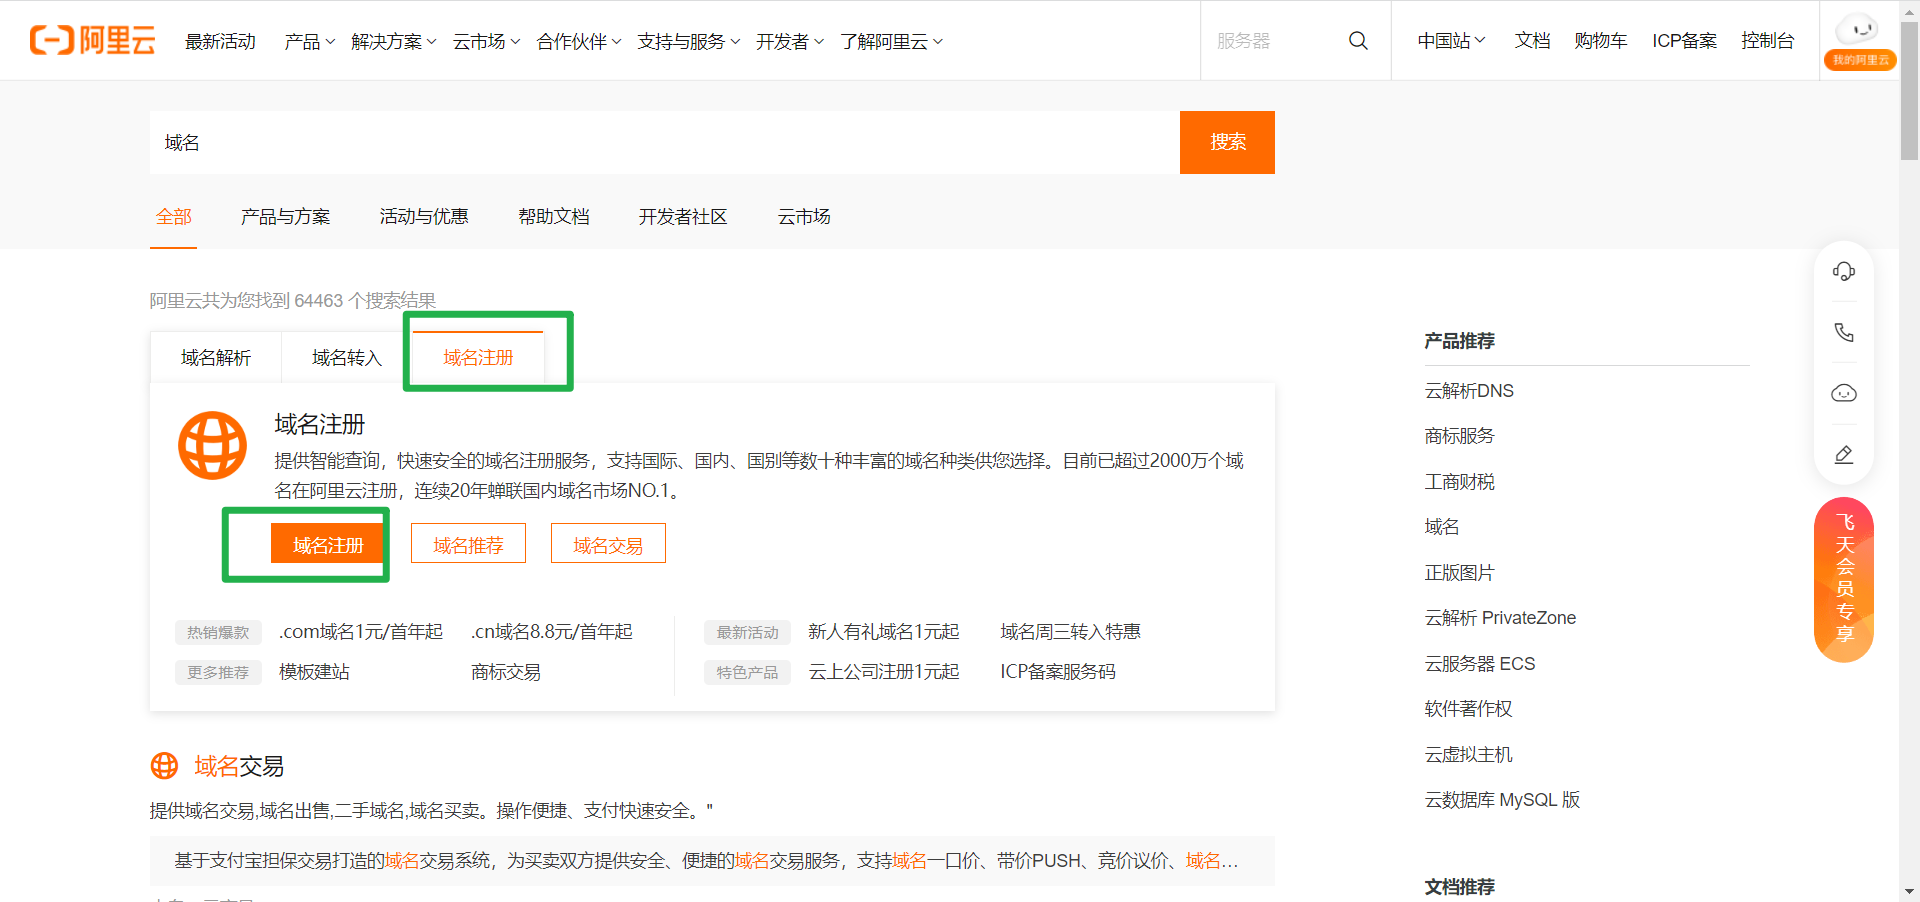 阿里云
最新活动 产品 解决方案 云市场 合作伙伴 支持与服务 开发者 了解阿里云
服务器
中国站 文档 购物车 ICP备案 控制台
我的阿里云
域名
搜索
全部 产品与方案 活动与优惠 帮助文档 开发者社区 云市场
阿里云共为您找到 64463 个搜索结果
域名解析 域名转入 域名注册
域名注册
提供智能查询，快速安全的域名注册服务，支持国际、国内、国别等数十种丰富的域名种类供您选择。目前已超过2000万个域
名在阿里云注册，连续20年蝉联国内域名市场NO.1。
域名注册 域名推荐 域名交易
热销爆款 .com域名1元/首年起 .cn域名8.8元/首年起 最新活动 新人有礼域名1元起 域名周三转入特惠
更多推荐 模板建站 商标交易 特色产品 云上公司注册1元起 ICP备案服务码
域名交易
提供域名交易,域名出售,二手域名,域名买卖。操作便捷、支付快速安全。"
基于支付宝担保交易打造的域名交易系统，为买卖双方提供安全、便捷的域名交易服务，支持域名一口价、带价PUSH、竞价议价、域名...
产品推荐
云解析DNS
商标服务
工商财税
域名
正版图片
云解析 PrivateZone
云服务器 ECS
软件著作权
云虚拟主机
云数据库 MySQL 版
文档推荐
飞天会员专享